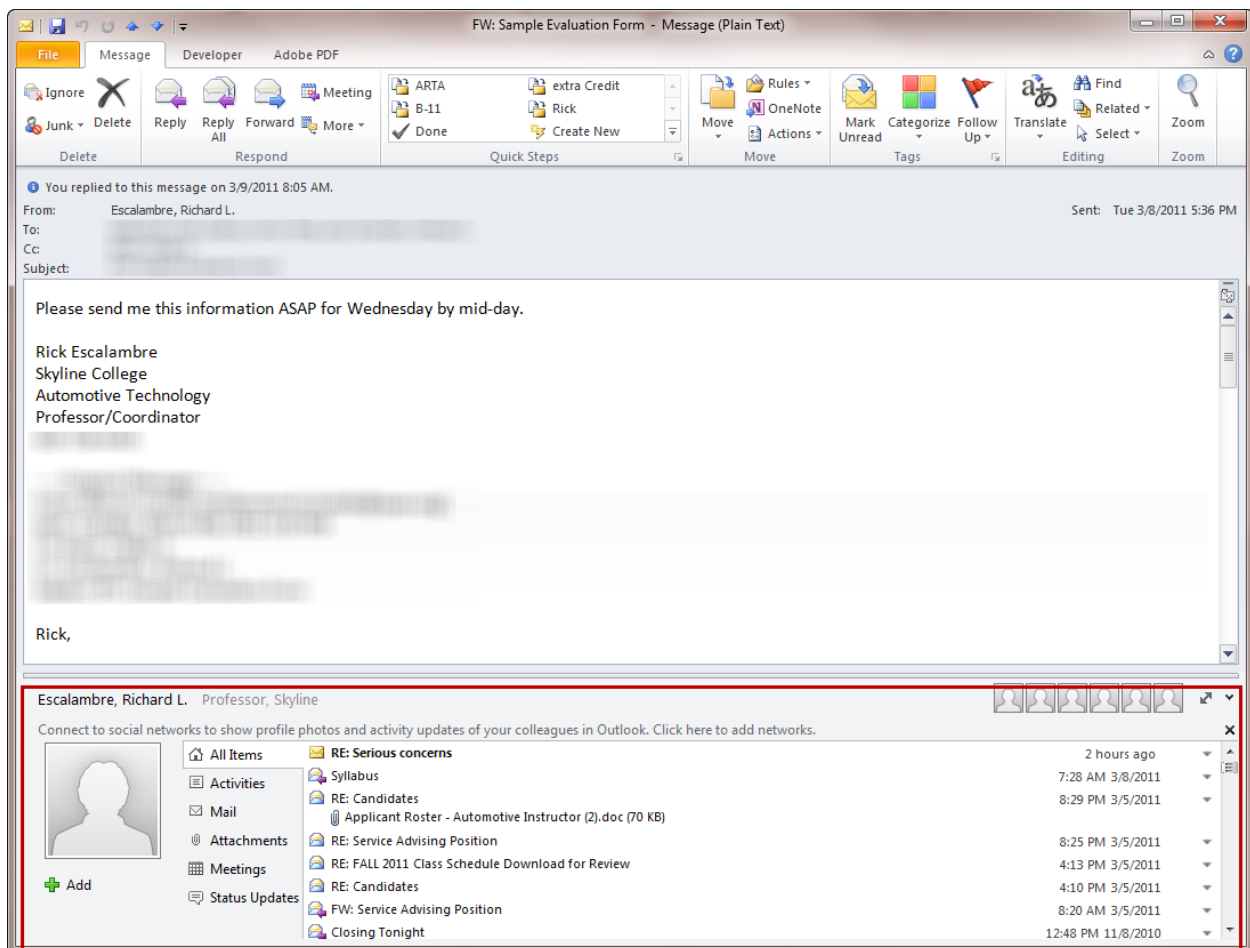 FW: Sample Evaluation Form - Message (Plain Text)
File Message Developer Adobe PDF
Ignore
Junk
Delete
Reply
Reply All
Forward
Meeting
More
ARTA
B-11
Done
extra Credit
Rick
Create New
Move
Rules
OneNote
Actions
Mark Unread
Categorize
Follow Up
Translate
Find
Related
Select
Zoom
Delete Respond Quick Steps Move Tags Editing Zoom
You replied to this message on 3/9/2011 8:05 AM.
From: Escalambre, Richard L. Sent: Tue 3/8/2011 5:36 PM
To:
Cc:
Subject:
Please send me this information ASAP for Wednesday by mid-day.
Rick Escalambre
Skyline College
Automotive Technology
Professor/Coordinator
Rick,
Escalambre, Richard L. Professor, Skyline
Connect to social networks to show profile photos and activity updates of your colleagues in Outlook. Click here to add networks.
Add
All Items
Activities
Mail
Attachments
Meetings
Status Updates
RE: Serious concerns 2 hours ago
Syllabus 7:28 AM 3/8/2011
RE: Candidates 8:29 PM 3/5/2011
Applicant Roster - Automotive Instructor (2).doc (70 KB)
RE: Service Advising Position 8:25 PM 3/5/2011
RE: FALL 2011 Class Schedule Download for Review 4:13 PM 3/5/2011
RE: Candidates 4:10 PM 3/5/2011
FW: Service Advising Position 8:20 AM 3/5/2011
Closing Tonight 12:48 PM 11/8/2010